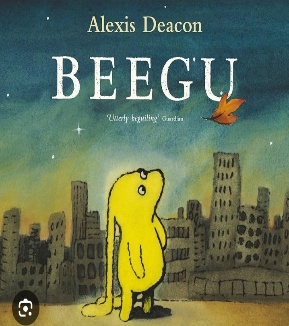 Alexis Deacon
BEEGU
'Utterly beguiling' Guardian